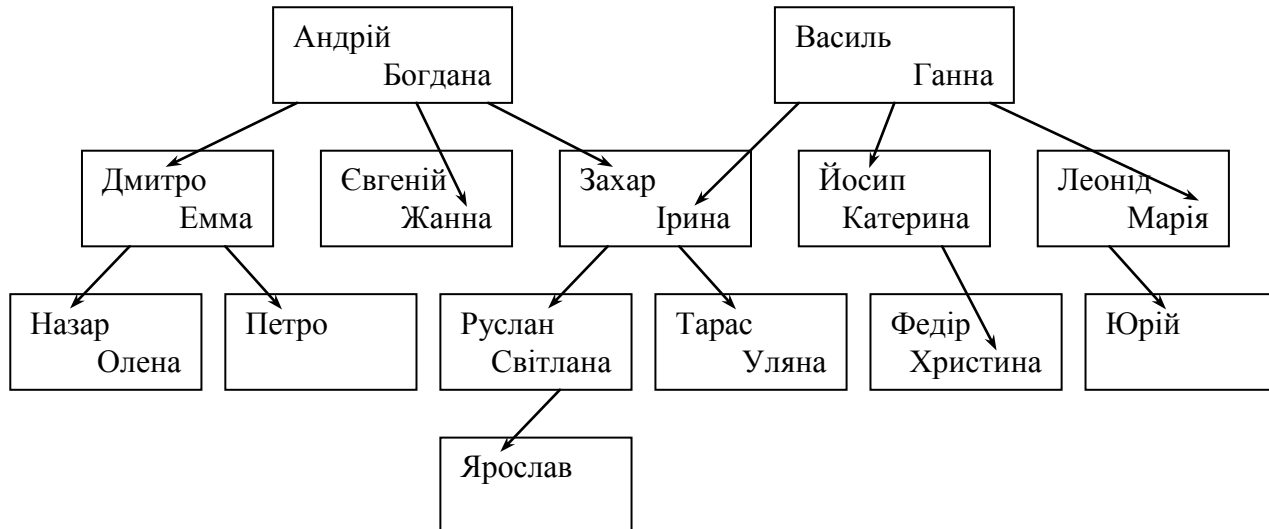 Андрій
Богдана
Василь
Ганна
Дмитро
Емма
Євгеній
Жанна
Захар
Ірина
Йосип
Катерина
Леонід
Марія
Назар
Олена
Петро
Руслан
Світлана
Тарас
Уляна
Федір
Христина
Юрій
Ярослав